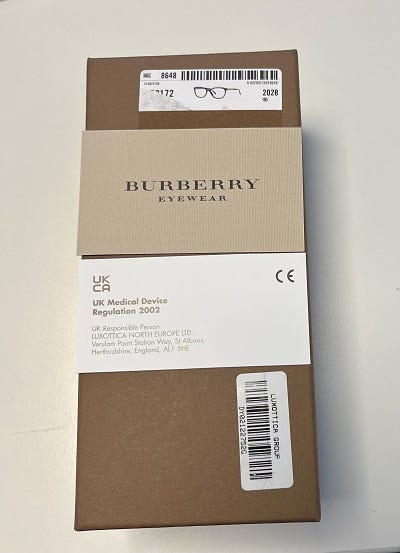 8648
2028
BURBERRY
EYEWEAR
UK
CA
CE
UK Medical Device
Regulation 2002
UK Responsible Person
LUXOTTICA NORTH EUROPE LTD.
Verulam Point Station Way, St Albans,
Hertfordshire, England, AL1 5HE
LUXOTTICA GROUP